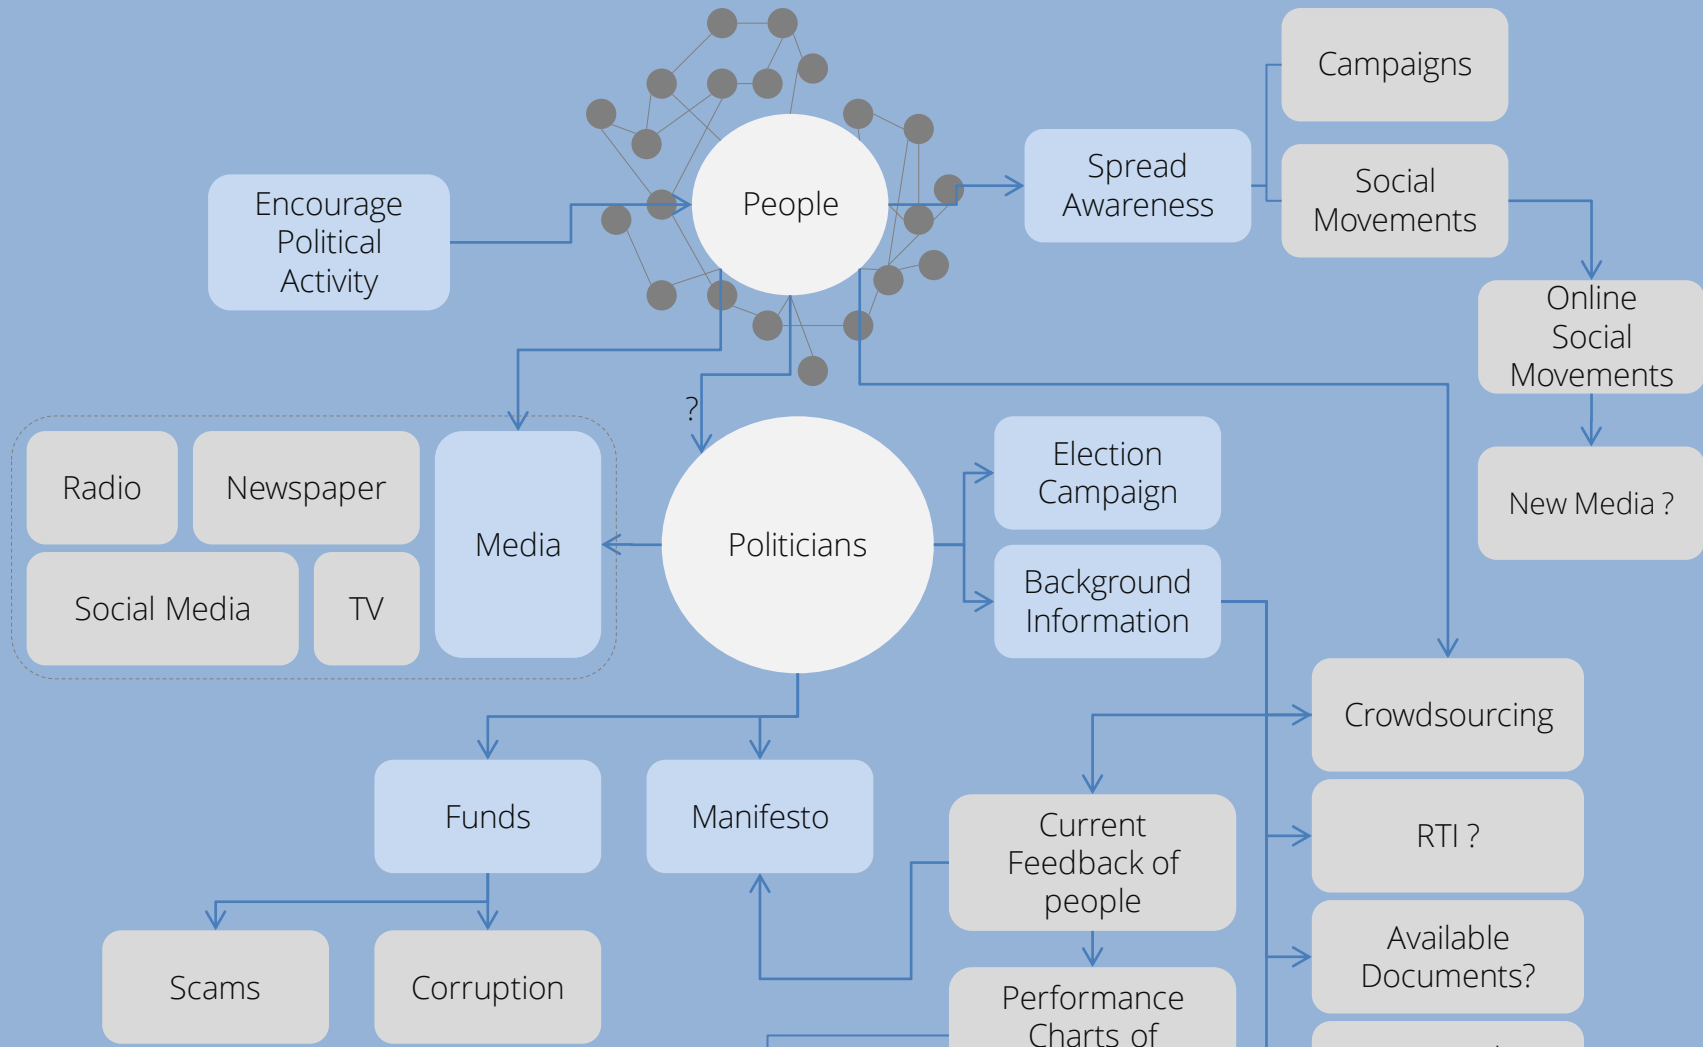 Campaigns
People
Spread
Awareness
Social
Movements
Encourage
Political
Activity
Online
Social
Movements
?
Radio
Newspaper
Media
Social Media
TV
Politicians
Election
Campaign
Background
Information
New Media ?
Crowdsourcing
Funds
Manifesto
Current
Feedback of
people
RTI ?
Available
Documents?
Scams
Corruption
Performance
Charts of